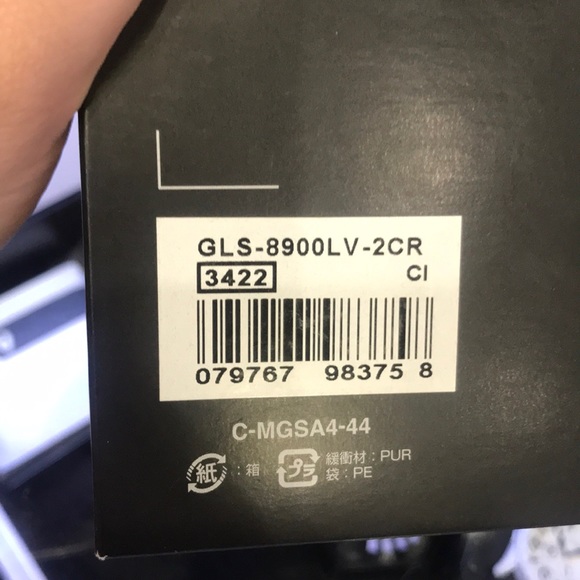 GLS-8900LV-2CR
3422 CI
079767 98375 8
C-MGSA4-44
紙 : 箱 プラ 緩衝材 : PUR
袋 : PE